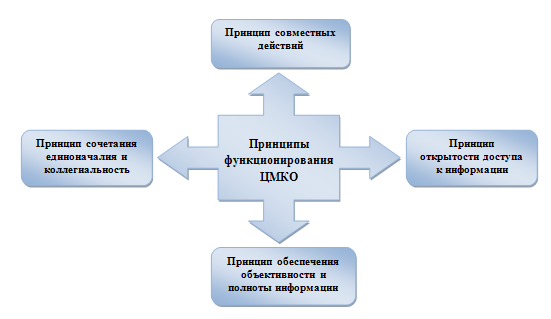 Принцип совместных
действий
Принцип сочетания
единоначалия и
коллегиальность
Принципы
функционирования
ЦМКО
Принцип
открытости доступа
к информации
Принцип обеспечения
объективности и
полноты информации